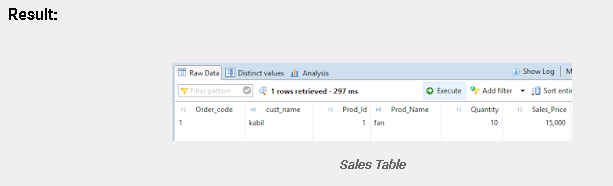 Result:
Raw Data Distinct values Analysis Show Log M
Filter pattern 1 rows retrieved - 297 ms Execute Add filter Sort entir
Order_code cust_name Prod_Id Prod_Name Quantity Sales_Price
1 kabil 1 fan 10 15,000
Sales Table